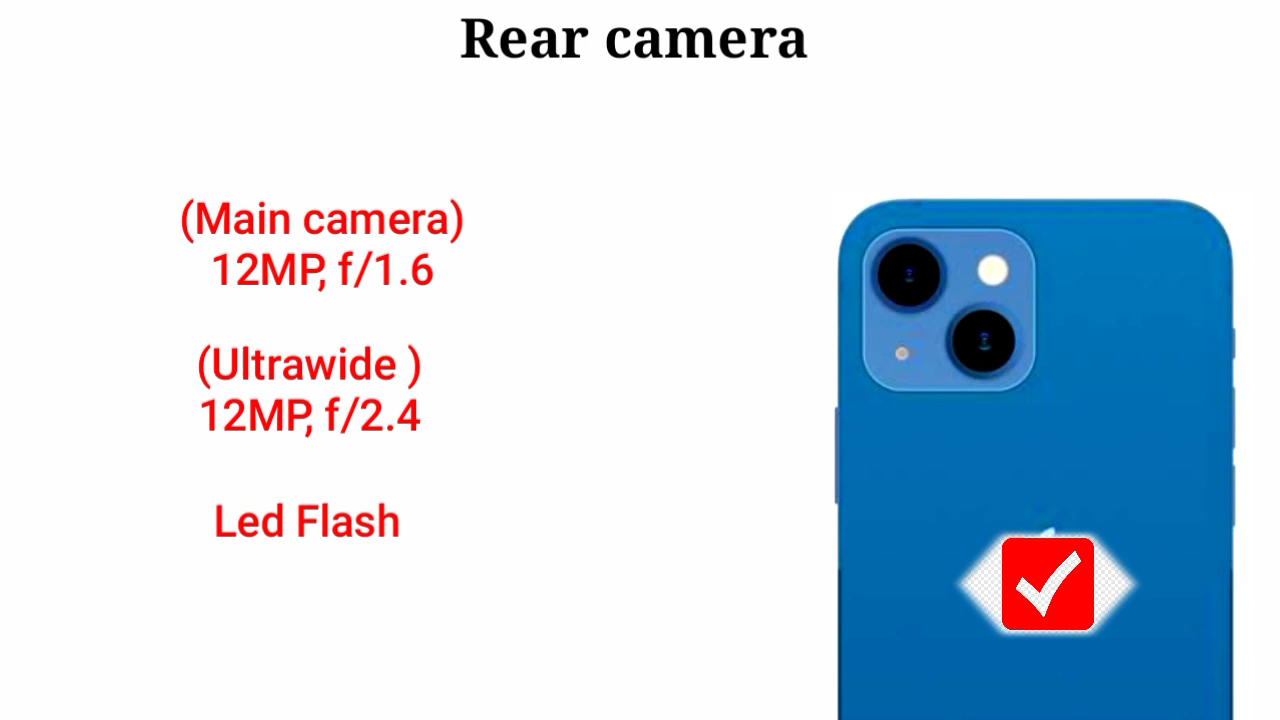 Rear camera
(Main camera)
12MP, f/1.6
(Ultrawide )
12MP, f/2.4
Led Flash